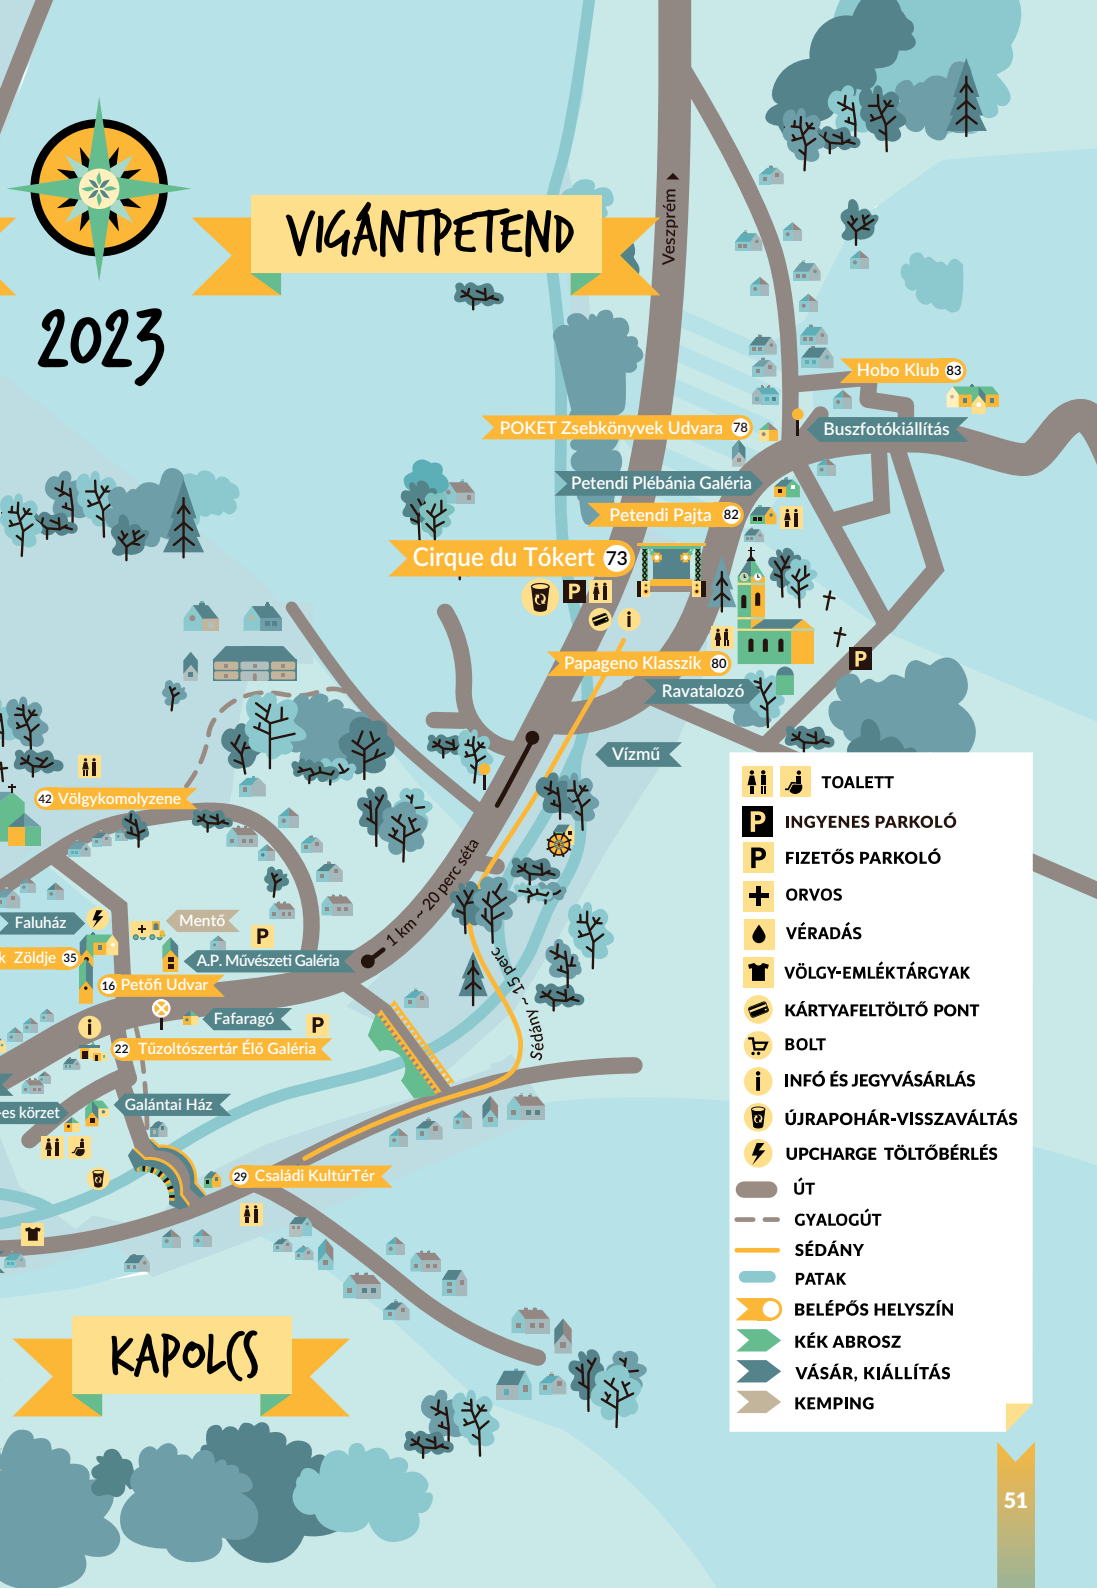 VIGÁNTPETEND
2023
Veszprém
Hobo Klub 83
POKET Zsebkönyvek Udvara 78
Buszfotókiállítás
Petendi Plébánia Galéria
Petendi Pajta 82
Cirque du Tókert 73
P
i
Papageno Klasszik 80
P
Ravatalozó
Vízmű
42 Völgykomolyzene
1 km ~ 20 perc séta
Faluház
Mentő
P
k Zöldje 35
A.P. Művészeti Galéria
16 Petőfi Udvar
Sédány ~ 15 perc
Fafaragó
P
i
22 Tűzoltószertár Élő Galéria
-es körzet
Galántai Ház
29 Családi KultúrTér
KAPOLCS
TOALETT
P INGYENES PARKOLÓ
P FIZETŐS PARKOLÓ
ORVOS
VÉRADÁS
VÖLGY-EMLÉKTÁRGYAK
KÁRTYAFELTÖLTŐ PONT
BOLT
i INFÓ ÉS JEGYVÁSÁRLÁS
ÚJRAPOHÁR-VISSZAVÁLTÁS
UPCHARGE TÖLTŐBÉRLÉS
ÚT
GYALOGÚT
SÉDÁNY
PATAK
BELÉPŐS HELYSZÍN
KÉK ABROSZ
VÁSÁR, KIÁLLÍTÁS
KEMPING
51